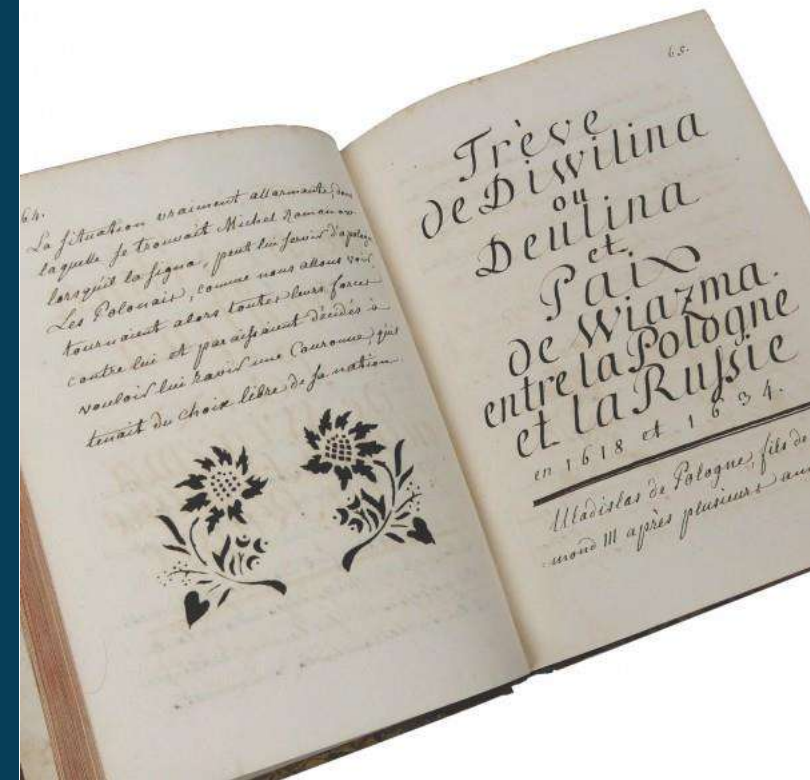 64.
La situation vraiment allarmante, dans
laquelle se trouvait Michel Romanow
lorsqu'il la signa, peut lui servir d'apologie
Les Polonais, comme nous allons voir
tournaient alors toutes leurs forces
contre lui et paraissaient décidés à
vouloir lui ravir une Couronne, qu'il
tenait du choix libre de sa nation.
65.
Trève
de Diwilina
ou
Deulina
et
Paix
de Wiazma.
entre la Pologne
et la Russie
en 1618 et 1634.
Uladislas de Pologne, fils de
mond III après plusieurs